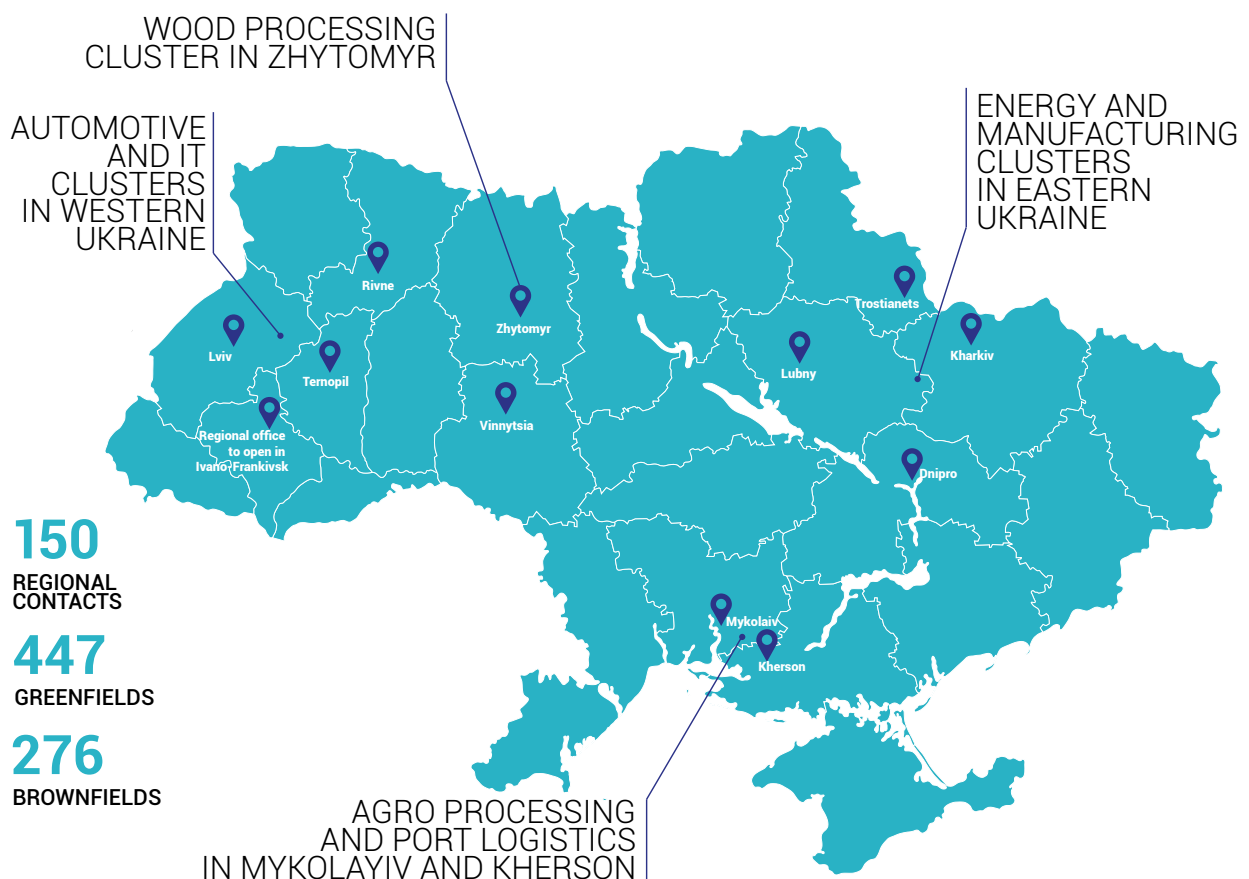 WOOD PROCESSING
CLUSTER IN ZHYTOMYR
AUTOMOTIVE
AND IT
CLUSTERS
IN WESTERN
UKRAINE
ENERGY AND
MANUFACTURING
CLUSTERS
IN EASTERN
UKRAINE
Rivne
Trostianets
Zhytomyr
Lviv
Kharkiv
Ternopil
Lubny
Vinnytsia
Regional office
to open in
Ivano-Frankivsk
Dnipro
150
REGIONAL
CONTACTS
447
GREENFIELDS
276
BROWNFIELDS
Mykolaiv
Kherson
AGRO PROCESSING
AND PORT LOGISTICS
IN MYKOLAYIV AND KHERSON